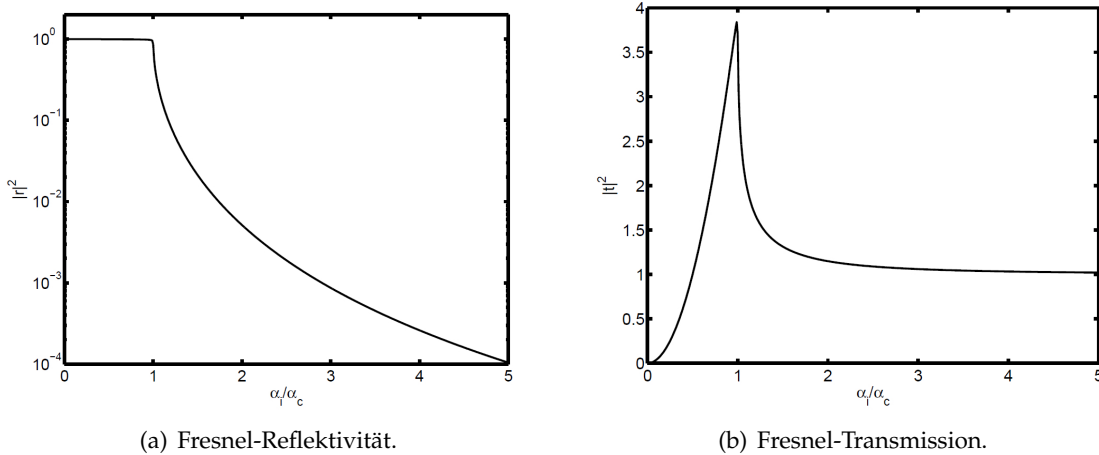 10^0
10^-1
10^-2
10^-3
10^-4
|r|^2
0 1 2 3 4 5
α_i/α_c
(a) Fresnel-Reflektivität.
4
3.5
3
2.5
2
1.5
1
0.5
0
|t|^2
0 1 2 3 4 5
α_i/α_c
(b) Fresnel-Transmission.